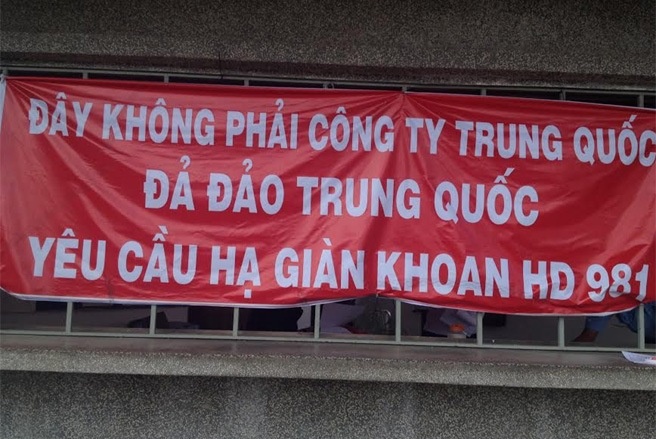 ĐÂY KHÔNG PHẢI CÔNG TY TRUNG QUỐC
ĐẢ ĐẢO TRUNG QUỐC
YÊU CẦU HẠ GIÀN KHOAN HD 981